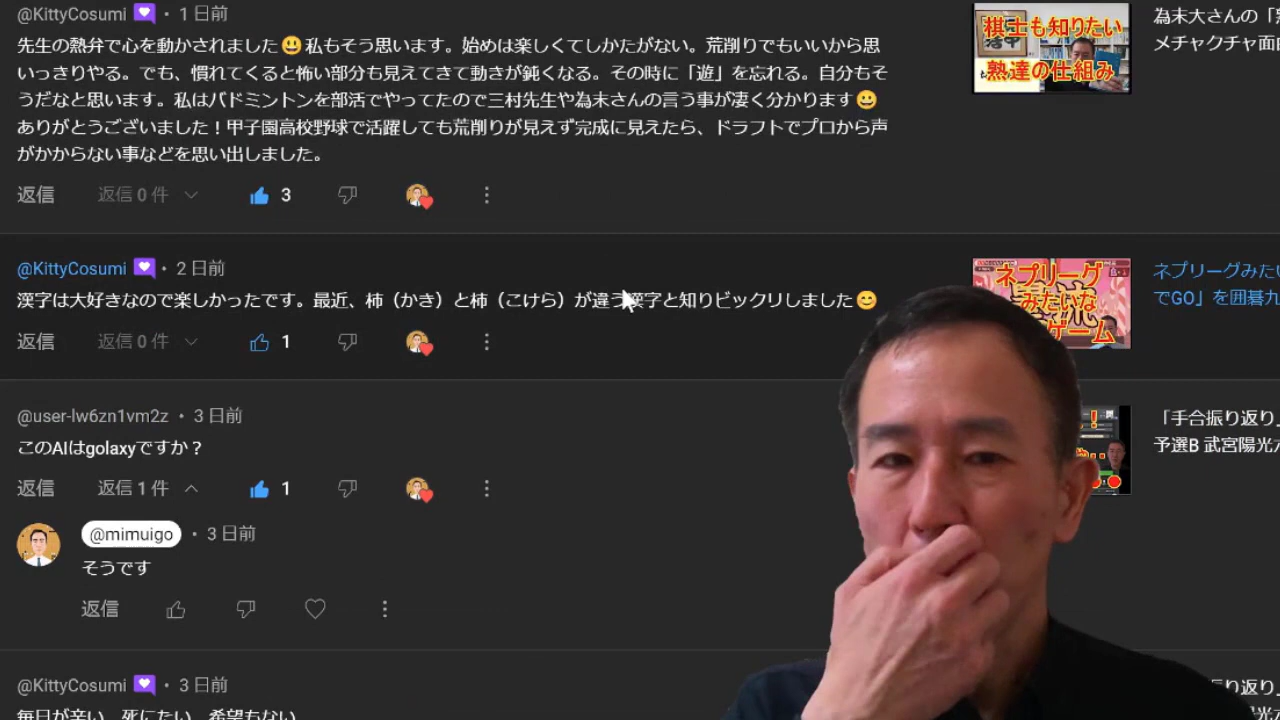 @KittyCosumi ・ 1 日前
先生の熱弁で心を動かされました😃私もそう思います。始めは楽しくてしかたがない。荒削りでもいいから思
いっきりやる。でも、慣れてくると怖い部分も見えてきて動きが鈍くなる。その時に「遊」を忘れる。自分もそ
うだなと思います。私はバドミントンを部活でやってたので三村先生や為末さんの言う事が凄く分かります😀
ありがとうございました！甲子園高校野球で活躍しても荒削りが見えず完成に見えたら、ドラフトでプロから声
がかからない事などを思い出しました。
返信 返信 0 件 3
棋士も知りたい
熟達の仕組み
為末大さんの「
メチャクチャ面
@KittyCosumi ・ 2 日前
漢字は大好きなので楽しかったです。最近、柿（かき）と杮（こけら）が違う漢字と知りビックリしました😊
返信 返信 0 件 1
ネプリーグ
みたいな
ゲーム
ネプリーグみた
でGO」を囲碁九
@user-lw6zn1vm2z ・ 3 日前
このAIはgolaxyですか？
返信 返信 1 件 1
「手合振り返り」
予選B 武宮陽光
@mimuigo ・ 3 日前
そうです
返信
@KittyCosumi ・ 3 日前
毎日が辛い、死にたい、希望もない
振り返り」